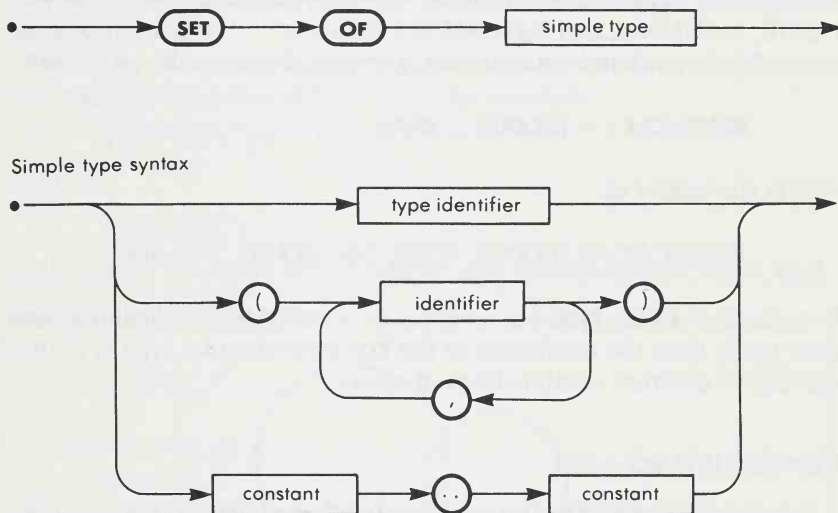 SET OF simple type
Simple type syntax
type identifier
( identifier )
,
constant .. constant